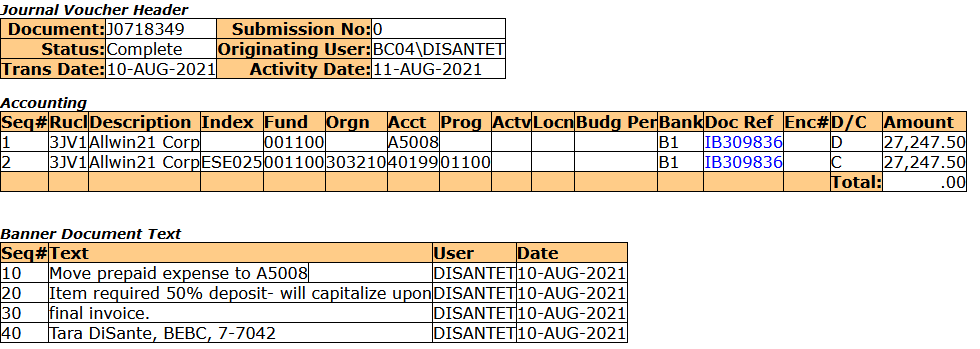 Journal Voucher Header
Document: J0718349 Submission No: 0
Status: Complete Originating User: BC04\DISANTET
Trans Date: 10-AUG-2021 Activity Date: 11-AUG-2021
Accounting
Seq# Rucl Description Index Fund Orgn Acct Prog Actv Locn Budg Per Bank Doc Ref Enc# D/C Amount
1 3JV1 Allwin21 Corp 001100 A5008 B1 IB309836 D 27,247.50
2 3JV1 Allwin21 Corp ESE025 001100 303210 40199 01100 B1 IB309836 C 27,247.50
Total: .00
Banner Document Text
Seq# Text User Date
10 Move prepaid expense to A5008 DISANTET 10-AUG-2021
20 Item required 50% deposit- will capitalize upon DISANTET 10-AUG-2021
30 final invoice. DISANTET 10-AUG-2021
40 Tara DiSante, BEBC, 7-7042 DISANTET 10-AUG-2021